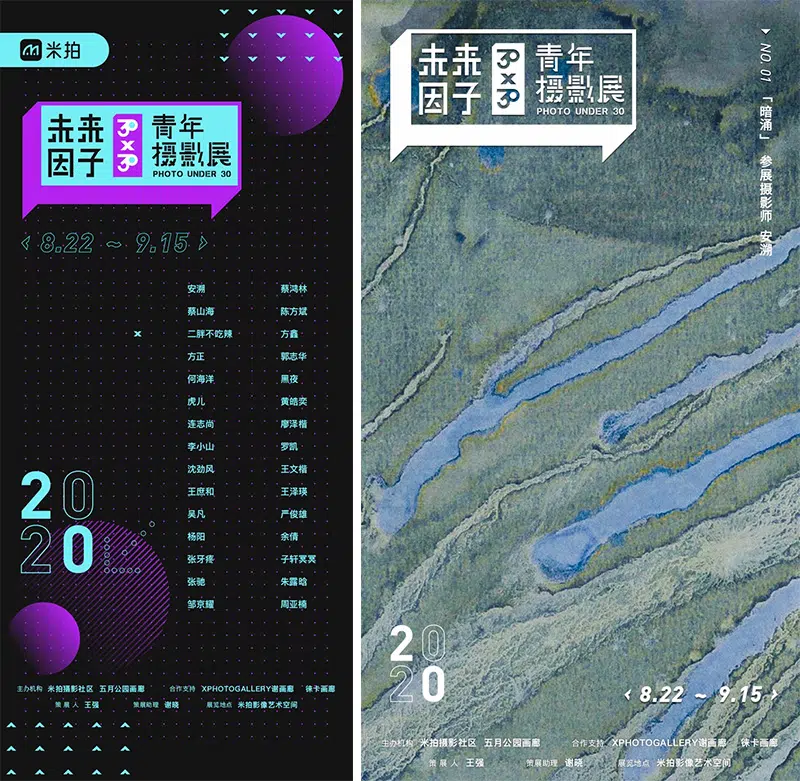 米拍
未来
因子
30
x
30
青年
摄影展
PHOTO UNDER 30
8.22 ~ 9.15
安溯 蔡鸿林
蔡山海 陈方斌
二胖不吃辣 方鑫
方正 郭志华
何海洋 黑夜
虎儿 黄皓奕
连志尚 廖泽楷
李小山 罗凯
沈劲风 王文楷
王庶和 王泽瑛
吴凡 严俊雄
杨阳 余倩
张牙疼 子轩冥冥
张驰 朱露晗
邹京耀 周亚楠
20
20
主办机构 米拍摄影社区 五月公园画廊 合作支持 XPHOTOGALLERY谢画廊 徕卡画廊
策展人 王强 策展助理 谢晓 展览地点 米拍影像艺术空间
未来
因子
30
x
30
青年
摄影展
PHOTO UNDER 30
NO. 01 「暗涌」 参展摄影师 安溯
20
20
8.22 ~ 9.15
主办机构 米拍摄影社区 五月公园画廊 合作支持 XPHOTOGALLERY谢画廊 徕卡画廊
策展人 王强 策展助理 谢晓 展览地点 米拍影像艺术空间